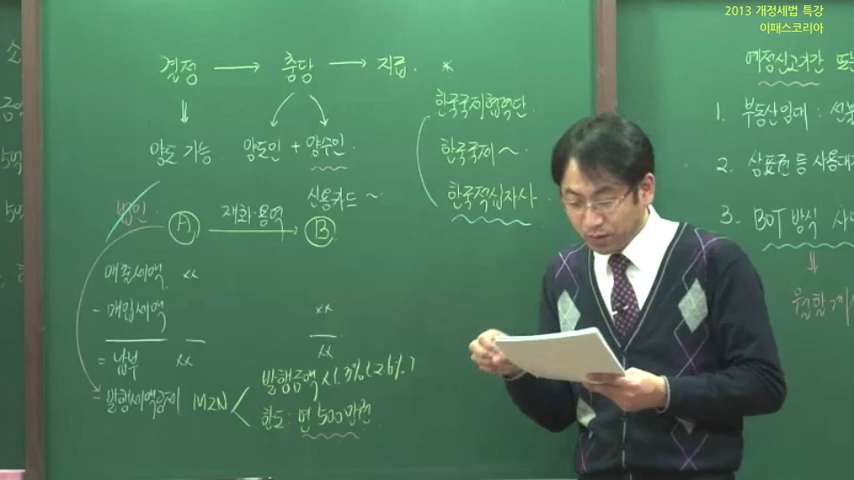 2013 개정세법 특강
이패스코리아
결정 → 충당 → 지급. *
양도 가능 양도인 + 양수인
신용카드 ~
법인 A 재화·용역 B
매출세액
- 매입세액
= 납부
- 발행세액공제 MIN
발행금액 × 1.3% (2.6%)
한도 : 연 500만원
한국국제협력단.
한국국제 ~
한국적십자사.
예정신고기간
1. 부동산임대 : 선불
2. 상표권 등 사용대
3. BOT 방식